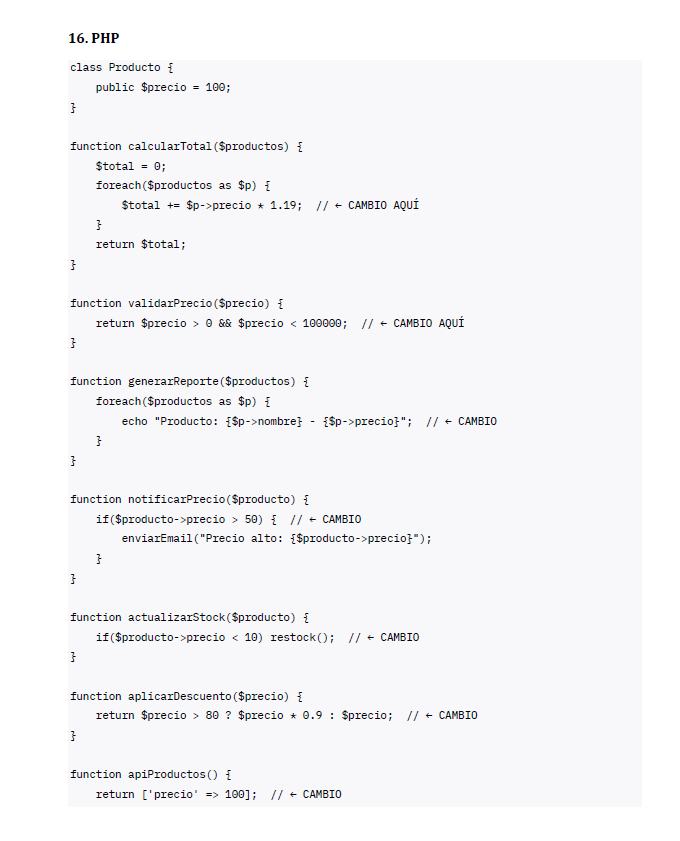 16. PHP
class Producto {
    public $precio = 100;
}
function calcularTotal($productos) {
    $total = 0;
    foreach($productos as $p) {
        $total += $p->precio * 1.19;  // ← CAMBIO AQUÍ
    }
    return $total;
}
function validarPrecio($precio) {
    return $precio > 0 && $precio < 100000;  // ← CAMBIO AQUÍ
}
function generarReporte($productos) {
    foreach($productos as $p) {
        echo "Producto: {$p->nombre} - {$p->precio}";  // ← CAMBIO
    }
}
function notificarPrecio($producto) {
    if($producto->precio > 50) {  // ← CAMBIO
        enviarEmail("Precio alto: {$producto->precio}");
    }
}
function actualizarStock($producto) {
    if($producto->precio < 10) restock();  // ← CAMBIO
}
function aplicarDescuento($precio) {
    return $precio > 80 ? $precio * 0.9 : $precio;  // ← CAMBIO
}
function apiProductos() {
    return ['precio' => 100];  // ← CAMBIO